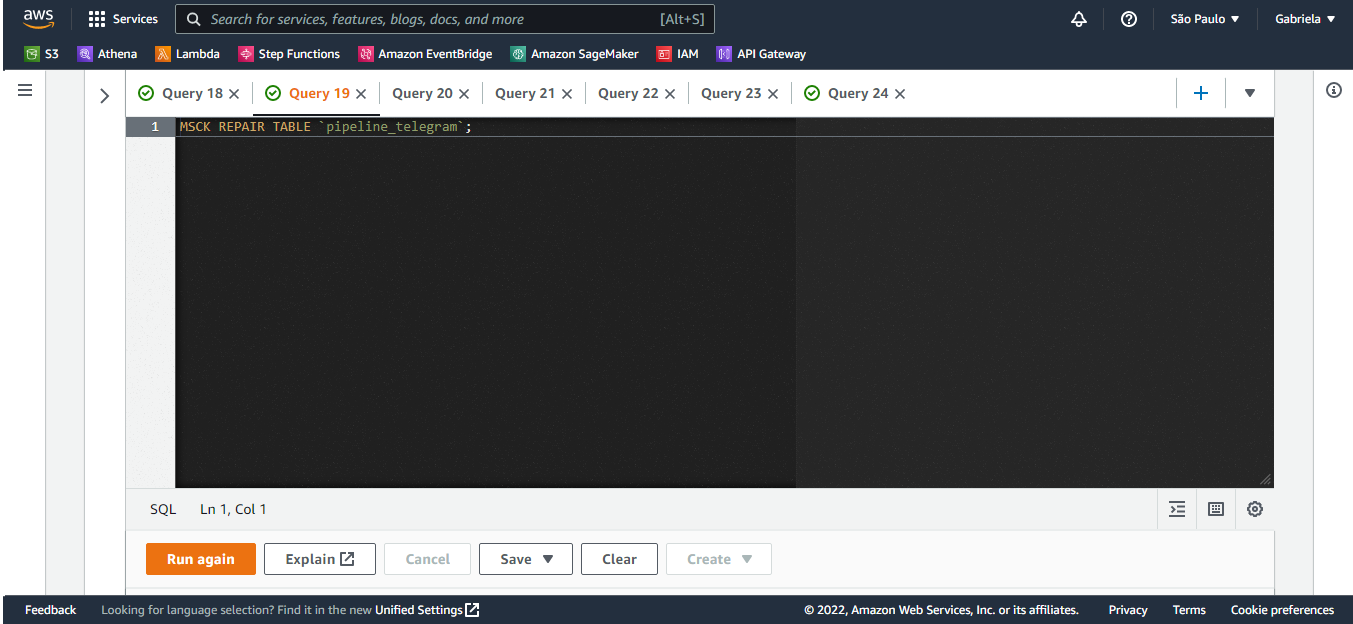 aws Services Search for services, features, blogs, docs, and more [Alt+S] São Paulo Gabriela
S3 Athena Lambda Step Functions Amazon EventBridge Amazon SageMaker IAM API Gateway
Query 18 Query 19 Query 20 Query 21 Query 22 Query 23 Query 24
1 MSCK REPAIR TABLE `pipeline_telegram`;
SQL Ln 1, Col 1
Run again Explain Cancel Save Clear Create
Feedback Looking for language selection? Find it in the new Unified Settings © 2022, Amazon Web Services, Inc. or its affiliates. Privacy Terms Cookie preferences